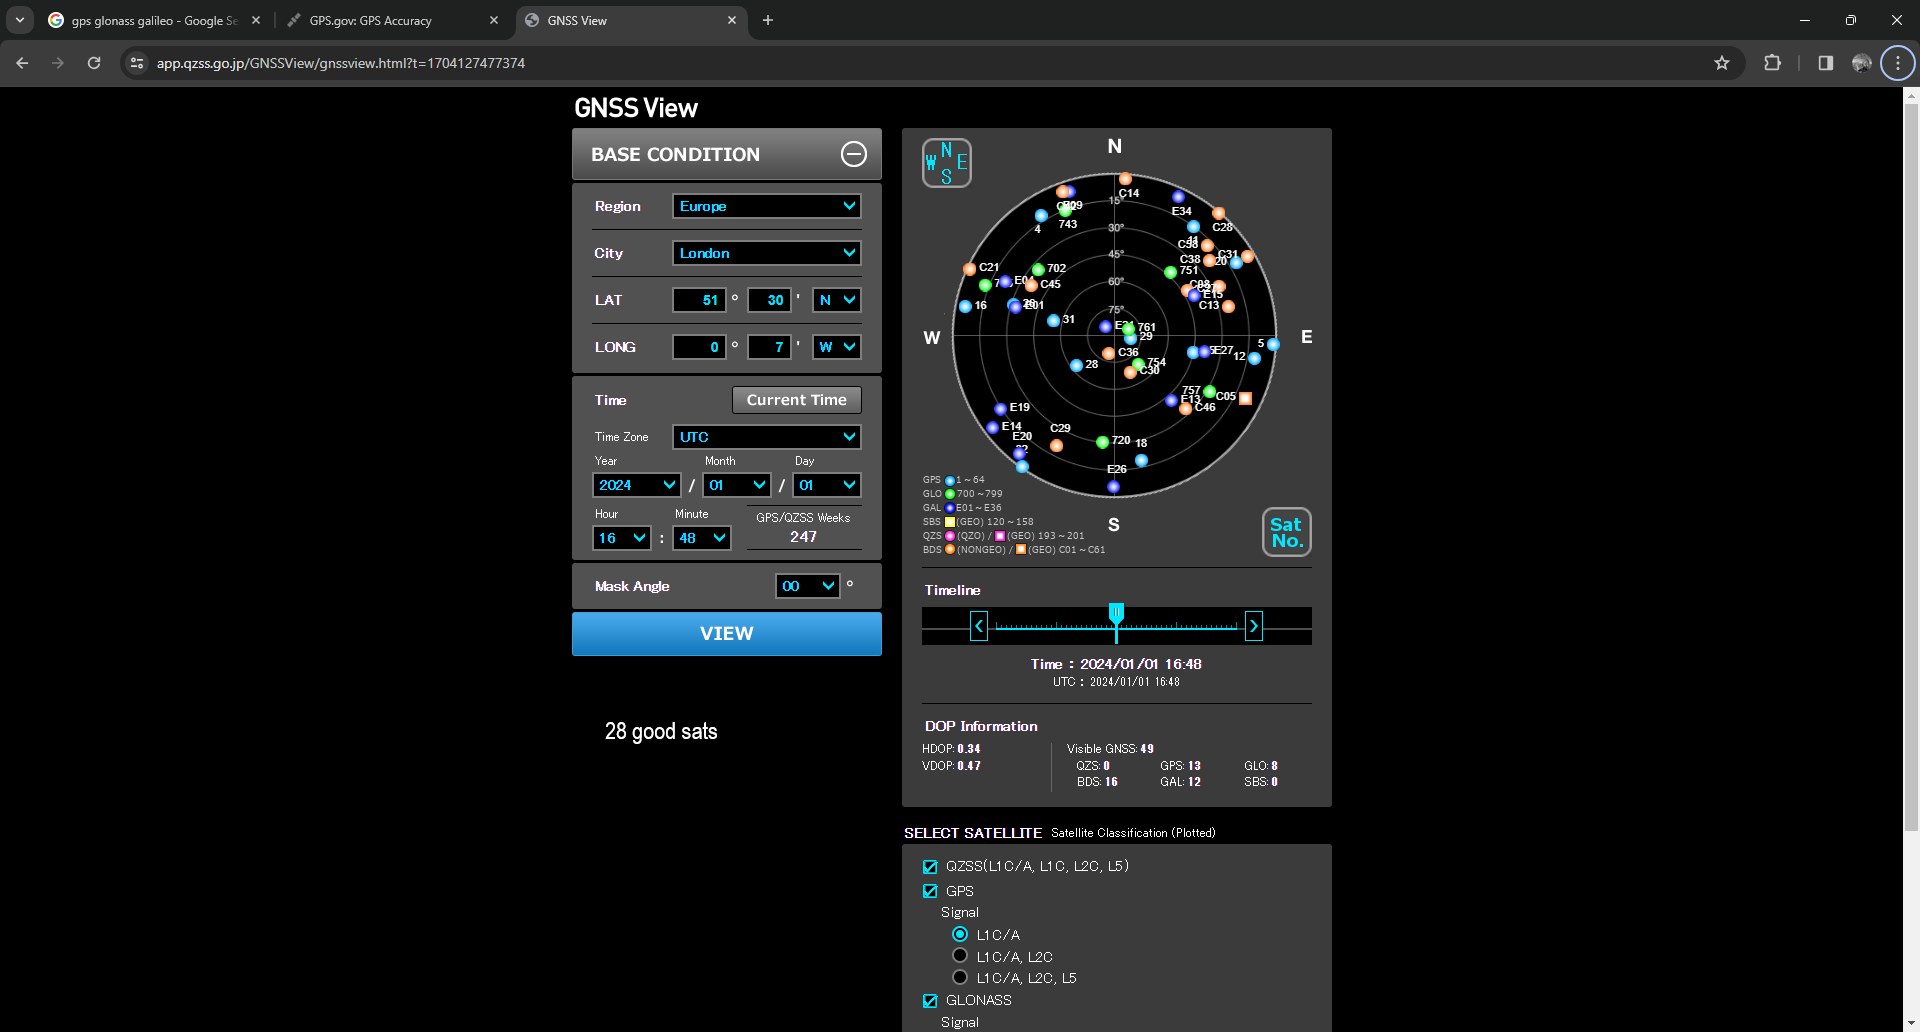 gps glonass galileo - Google Se
GPS.gov: GPS Accuracy
GNSS View
app.qzss.go.jp/GNSSView/gnssview.html?t=1704127477374
GNSS View
BASE CONDITION
Region Europe
City London
LAT 51 ° 30 ' N
LONG 0 ° 7 ' W
Time Current Time
Time Zone UTC
Year Month Day
2024 / 01 / 01
Hour Minute GPS/QZSS Weeks
16 : 48 247
Mask Angle 00 °
VIEW
28 good sats
N
W N E S
C14
15°
E34
4
743
30°
C28
C58
45°
C38
C31
20
C21
702
751
60°
E04
C45
E15
C13
16
E01
75°
31
761
29
W
E
5
C36
E27
12
28
754
C30
757
C05
E13
C46
E19
E14
E20
C29
720
18
E26
S
GPS 1 ~ 64
GLO 700 ~799
GAL E01~E36
SBS (GEO) 120 ~ 158
QZS (QZO) / (GEO) 193 ~ 201
BDS (NONGEO) / (GEO) C01 ~ C61
Sat No.
Timeline
Time : 2024/01/01 16:48
UTC : 2024/01/01 16:48
DOP Information
HDOP: 0.34 Visible GNSS: 49
VDOP: 0.47 QZS: 0 GPS: 13 GLO: 8
BDS: 16 GAL: 12 SBS: 0
SELECT SATELLITE Satellite Classification (Plotted)
QZSS(L1C/A, L1C, L2C, L5)
GPS
Signal
L1C/A
L1C/A, L2C
L1C/A, L2C, L5
GLONASS
Signal